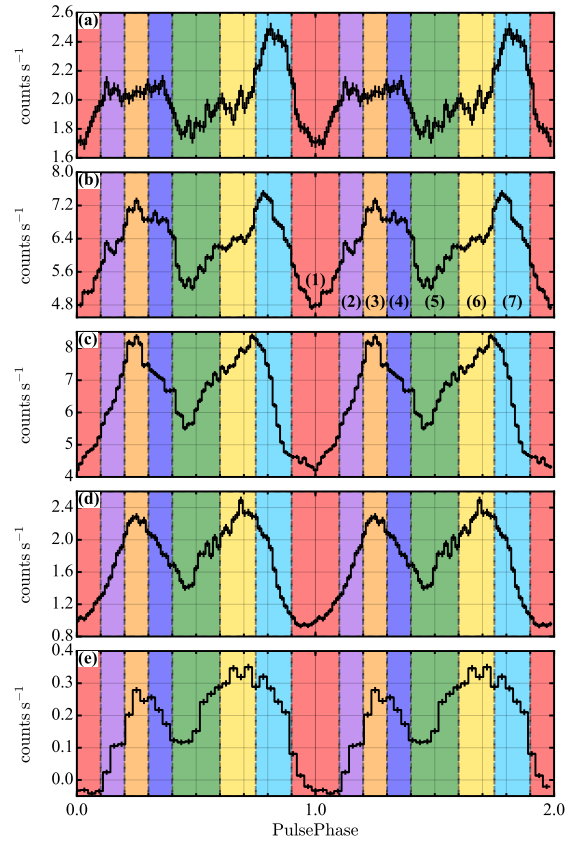 (a)
2.6
2.4
2.2
2.0
1.8
1.6
counts s⁻¹
(b)
8.0
7.2
6.4
5.6
4.8
counts s⁻¹
(1)
(2) (3) (4) (5) (6) (7)
(c)
8
7
6
5
4
counts s⁻¹
(d)
2.4
2.0
1.6
1.2
0.8
counts s⁻¹
(e)
0.4
0.3
0.2
0.1
0.0
counts s⁻¹
0.0 1.0 2.0
PulsePhase